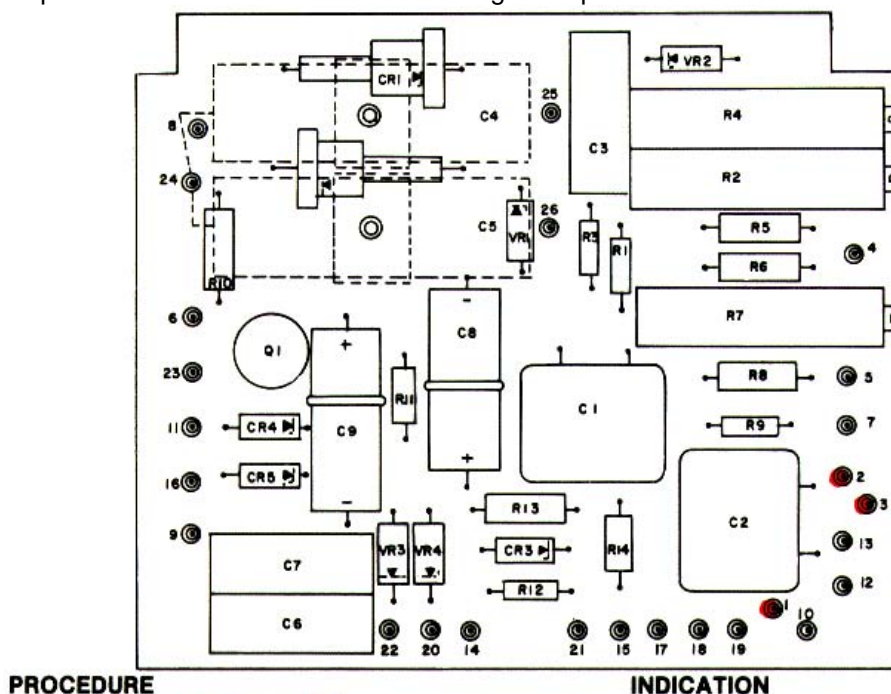 CR1
VR2
C4
25
R4
8
C3
24
R2
C5
VR1
26
R3
R5
R1
4
R10
R6
6
C8
R7
Q1
23
R11
R8
5
C1
11
CR4
C9
R9
7
16
CR5
2
3
R13
C2
9
VR3
VR4
CR3
R14
13
C7
R12
12
C6
1
10
22
20
14
21
15
17
18
19
PROCEDURE
INDICATION